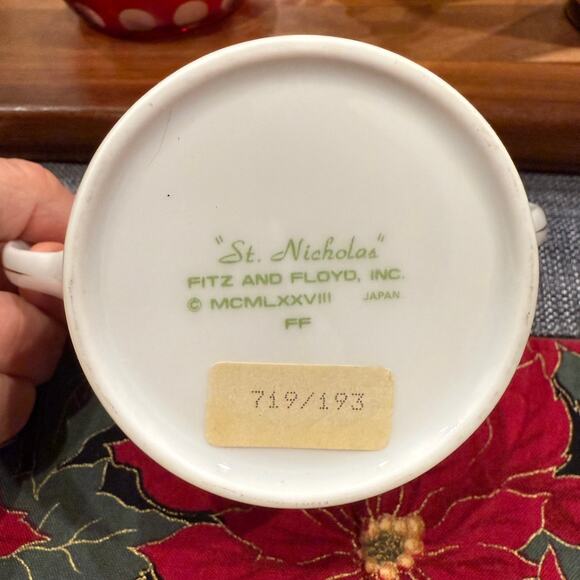 "St. Nicholas"
FITZ AND FLOYD, INC.
© MCMLXXVIII JAPAN
FF
719/193